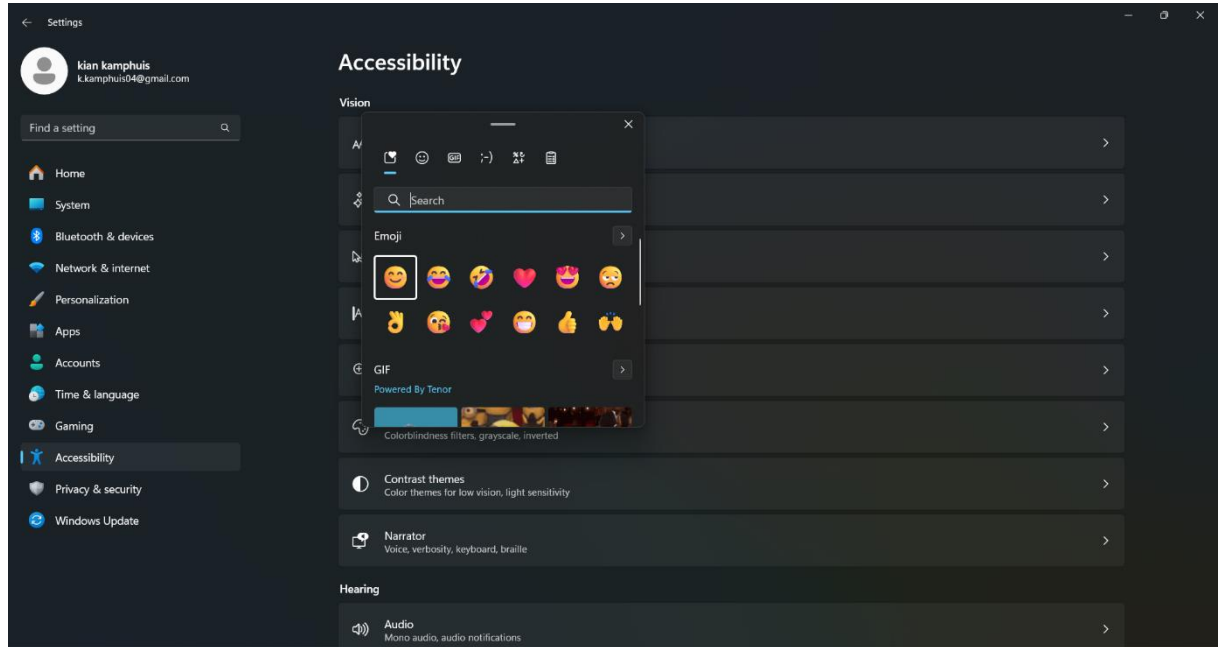 Settings
kian kamphuis
k.kamphuis04@gmail.com
Find a setting
Home
System
Bluetooth & devices
Network & internet
Personalization
Apps
Accounts
Time & language
Gaming
Accessibility
Privacy & security
Windows Update
Accessibility
Vision
GIF
;-)
Search
Emoji
GIF
Powered By Tenor
Colorblindness filters, grayscale, inverted
Contrast themes
Color themes for low vision, light sensitivity
Narrator
Voice, verbosity, keyboard, braille
Hearing
Audio
Mono audio, audio notifications